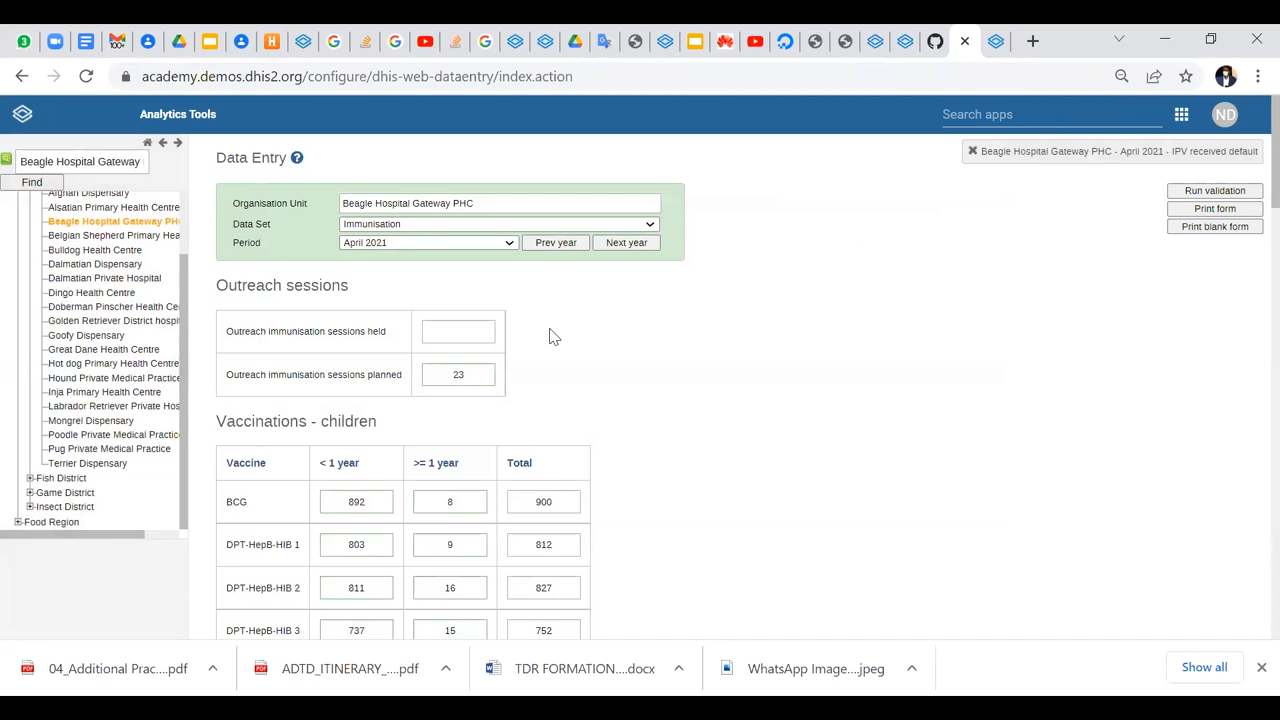 3
100+
academy.demos.dhis2.org/configure/dhis-web-dataentry/index.action
Analytics Tools
Search apps
ND
Beagle Hospital Gateway
Find
Afghan Dispensary
Alsatian Primary Health Centre
Beagle Hospital Gateway PH
Belgian Shepherd Primary Hea
Bulldog Health Centre
Dalmatian Dispensary
Dalmatian Private Hospital
Dingo Health Centre
Doberman Pinscher Health Ce
Golden Retriever District hospi
Goofy Dispensary
Great Dane Health Centre
Hot dog Primary Health Centre
Hound Private Medical Practice
Inja Primary Health Centre
Labrador Retriever Private Hos
Mongrel Dispensary
Poodle Private Medical Practic
Pug Private Medical Practice
Terrier Dispensary
Fish District
Game District
Insect District
Food Region
Data Entry ?
Organisation Unit Beagle Hospital Gateway PHC
Data Set Immunisation
Period April 2021 Prev year Next year
Beagle Hospital Gateway PHC - April 2021 - IPV received default
Run validation
Print form
Print blank form
Outreach sessions
Outreach immunisation sessions held
Outreach immunisation sessions planned 23
Vaccinations - children
Vaccine < 1 year >= 1 year Total
BCG 892 8 900
DPT-HepB-HIB 1 803 9 812
DPT-HepB-HIB 2 811 16 827
DPT-HepB-HIB 3 737 15 752
04_Additional Prac....pdf
ADTD_ITINERARY_....pdf
TDR FORMATION....docx
WhatsApp Image....jpeg
Show all